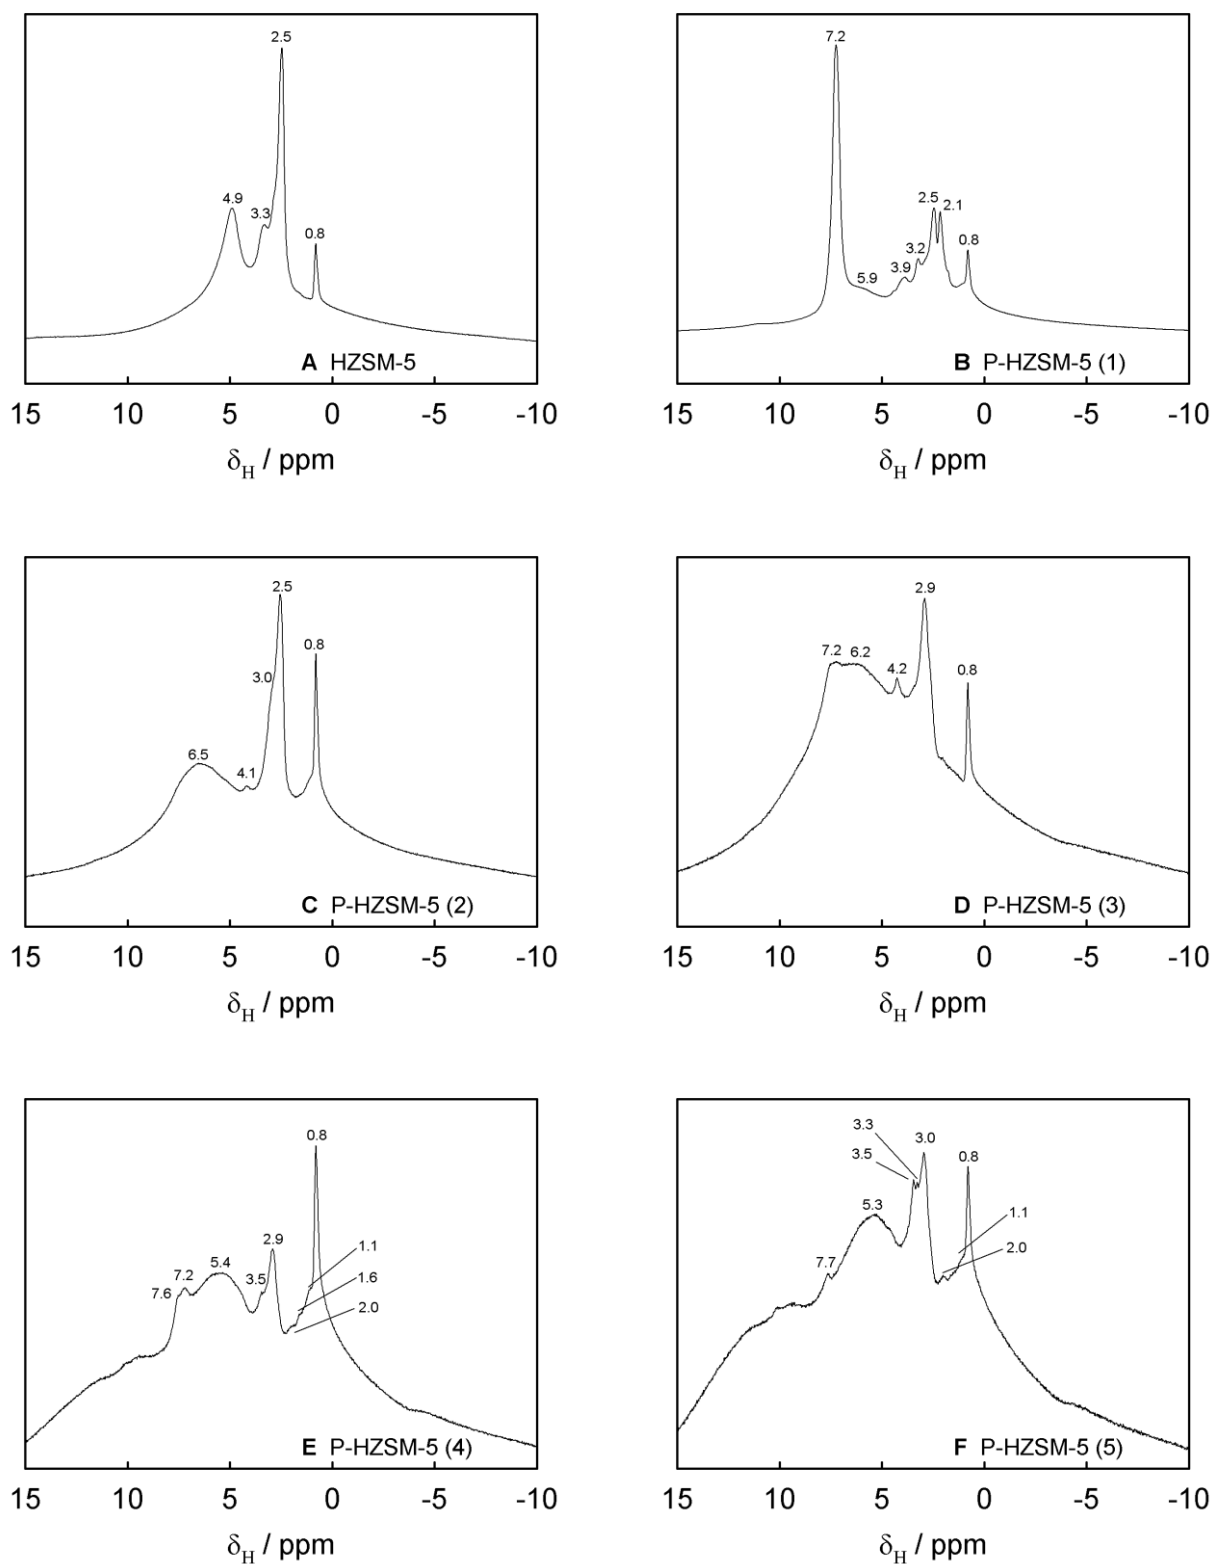 2.5
4.9
3.3
0.8
A HZSM-5
15 10 5 0 -5 -10
δH / ppm
7.2
5.9
3.9
3.2
2.5
2.1
0.8
B P-HZSM-5 (1)
15 10 5 0 -5 -10
δH / ppm
6.5
4.1
3.0
2.5
0.8
C P-HZSM-5 (2)
15 10 5 0 -5 -10
δH / ppm
7.2
6.2
4.2
2.9
0.8
D P-HZSM-5 (3)
15 10 5 0 -5 -10
δH / ppm
7.6
7.2
5.4
3.5
2.9
0.8
1.1
1.6
2.0
E P-HZSM-5 (4)
15 10 5 0 -5 -10
δH / ppm
7.7
5.3
3.5
3.3
3.0
0.8
1.1
2.0
F P-HZSM-5 (5)
15 10 5 0 -5 -10
δH / ppm